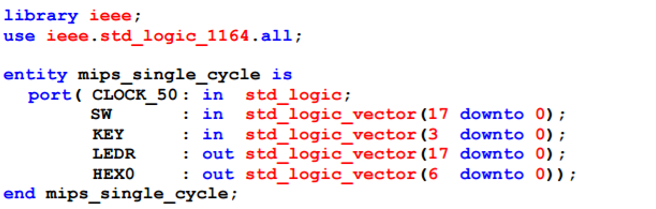 library ieee;
use ieee.std_logic_1164.all;
entity mips_single_cycle is
port( CLOCK_50: in std_logic;
SW : in std_logic_vector(17 downto 0);
KEY : in std_logic_vector(3 downto 0);
LEDR : out std_logic_vector(17 downto 0);
HEX0 : out std_logic_vector(6 downto 0));
end mips_single_cycle;